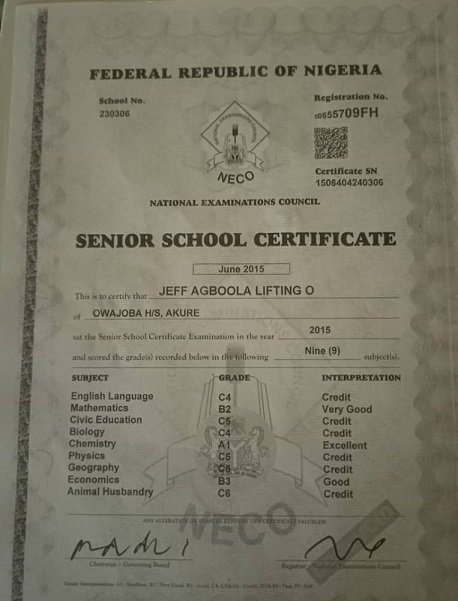 FEDERAL REPUBLIC OF NIGERIA
School No.
230306
Registration No.
5709FH
NECO
Certificate SN
1506404240306
NATIONAL EXAMINATIONS COUNCIL
SENIOR SCHOOL CERTIFICATE
June 2015
This is to certify that JEFF AGBOOLA LIFTING O
of OWAJOBA H/S, AKURE
sat the Senior School Certificate Examination in the year 2015
and scored the grade(s) recorded below in the following Nine (9) subject(s).
SUBJECT GRADE INTERPRETATION
English Language C4 Credit
Mathematics B2 Very Good
Civic Education C5 Credit
Biology C4 Credit
Chemistry A1 Excellent
Physics C5 Credit
Geography C6 Credit
Economics B3 Good
Animal Husbandry C6 Credit
NECO
ANY ALTERATION OR ERASURE RENDERS THIS CERTIFICATE INVALID
Chairman - Governing Board
Registrar - National Examinations Council